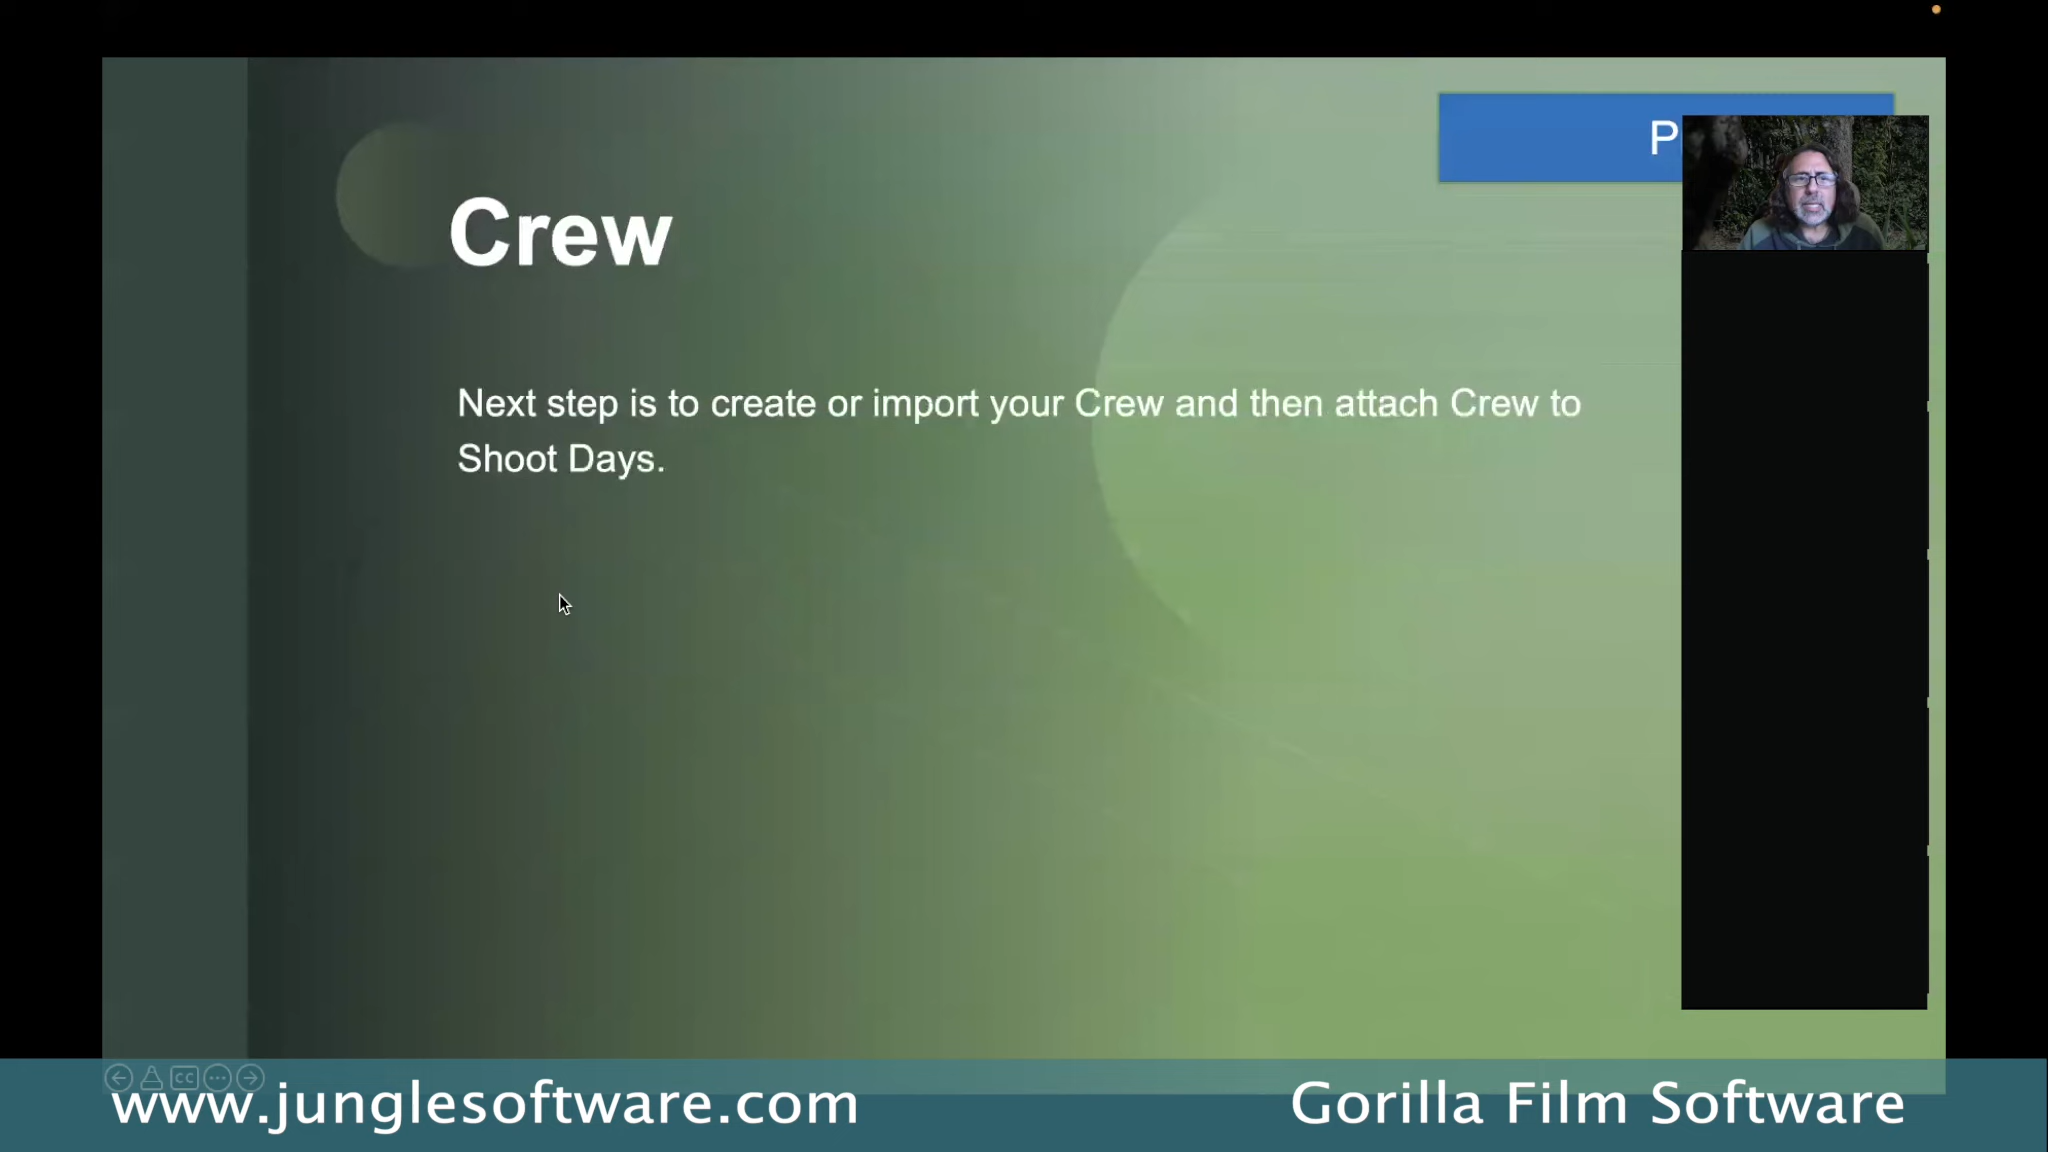 Crew
Next step is to create or import your Crew and then attach Crew to
Shoot Days.
CC
www.junglesoftware.com
Gorilla Film Software